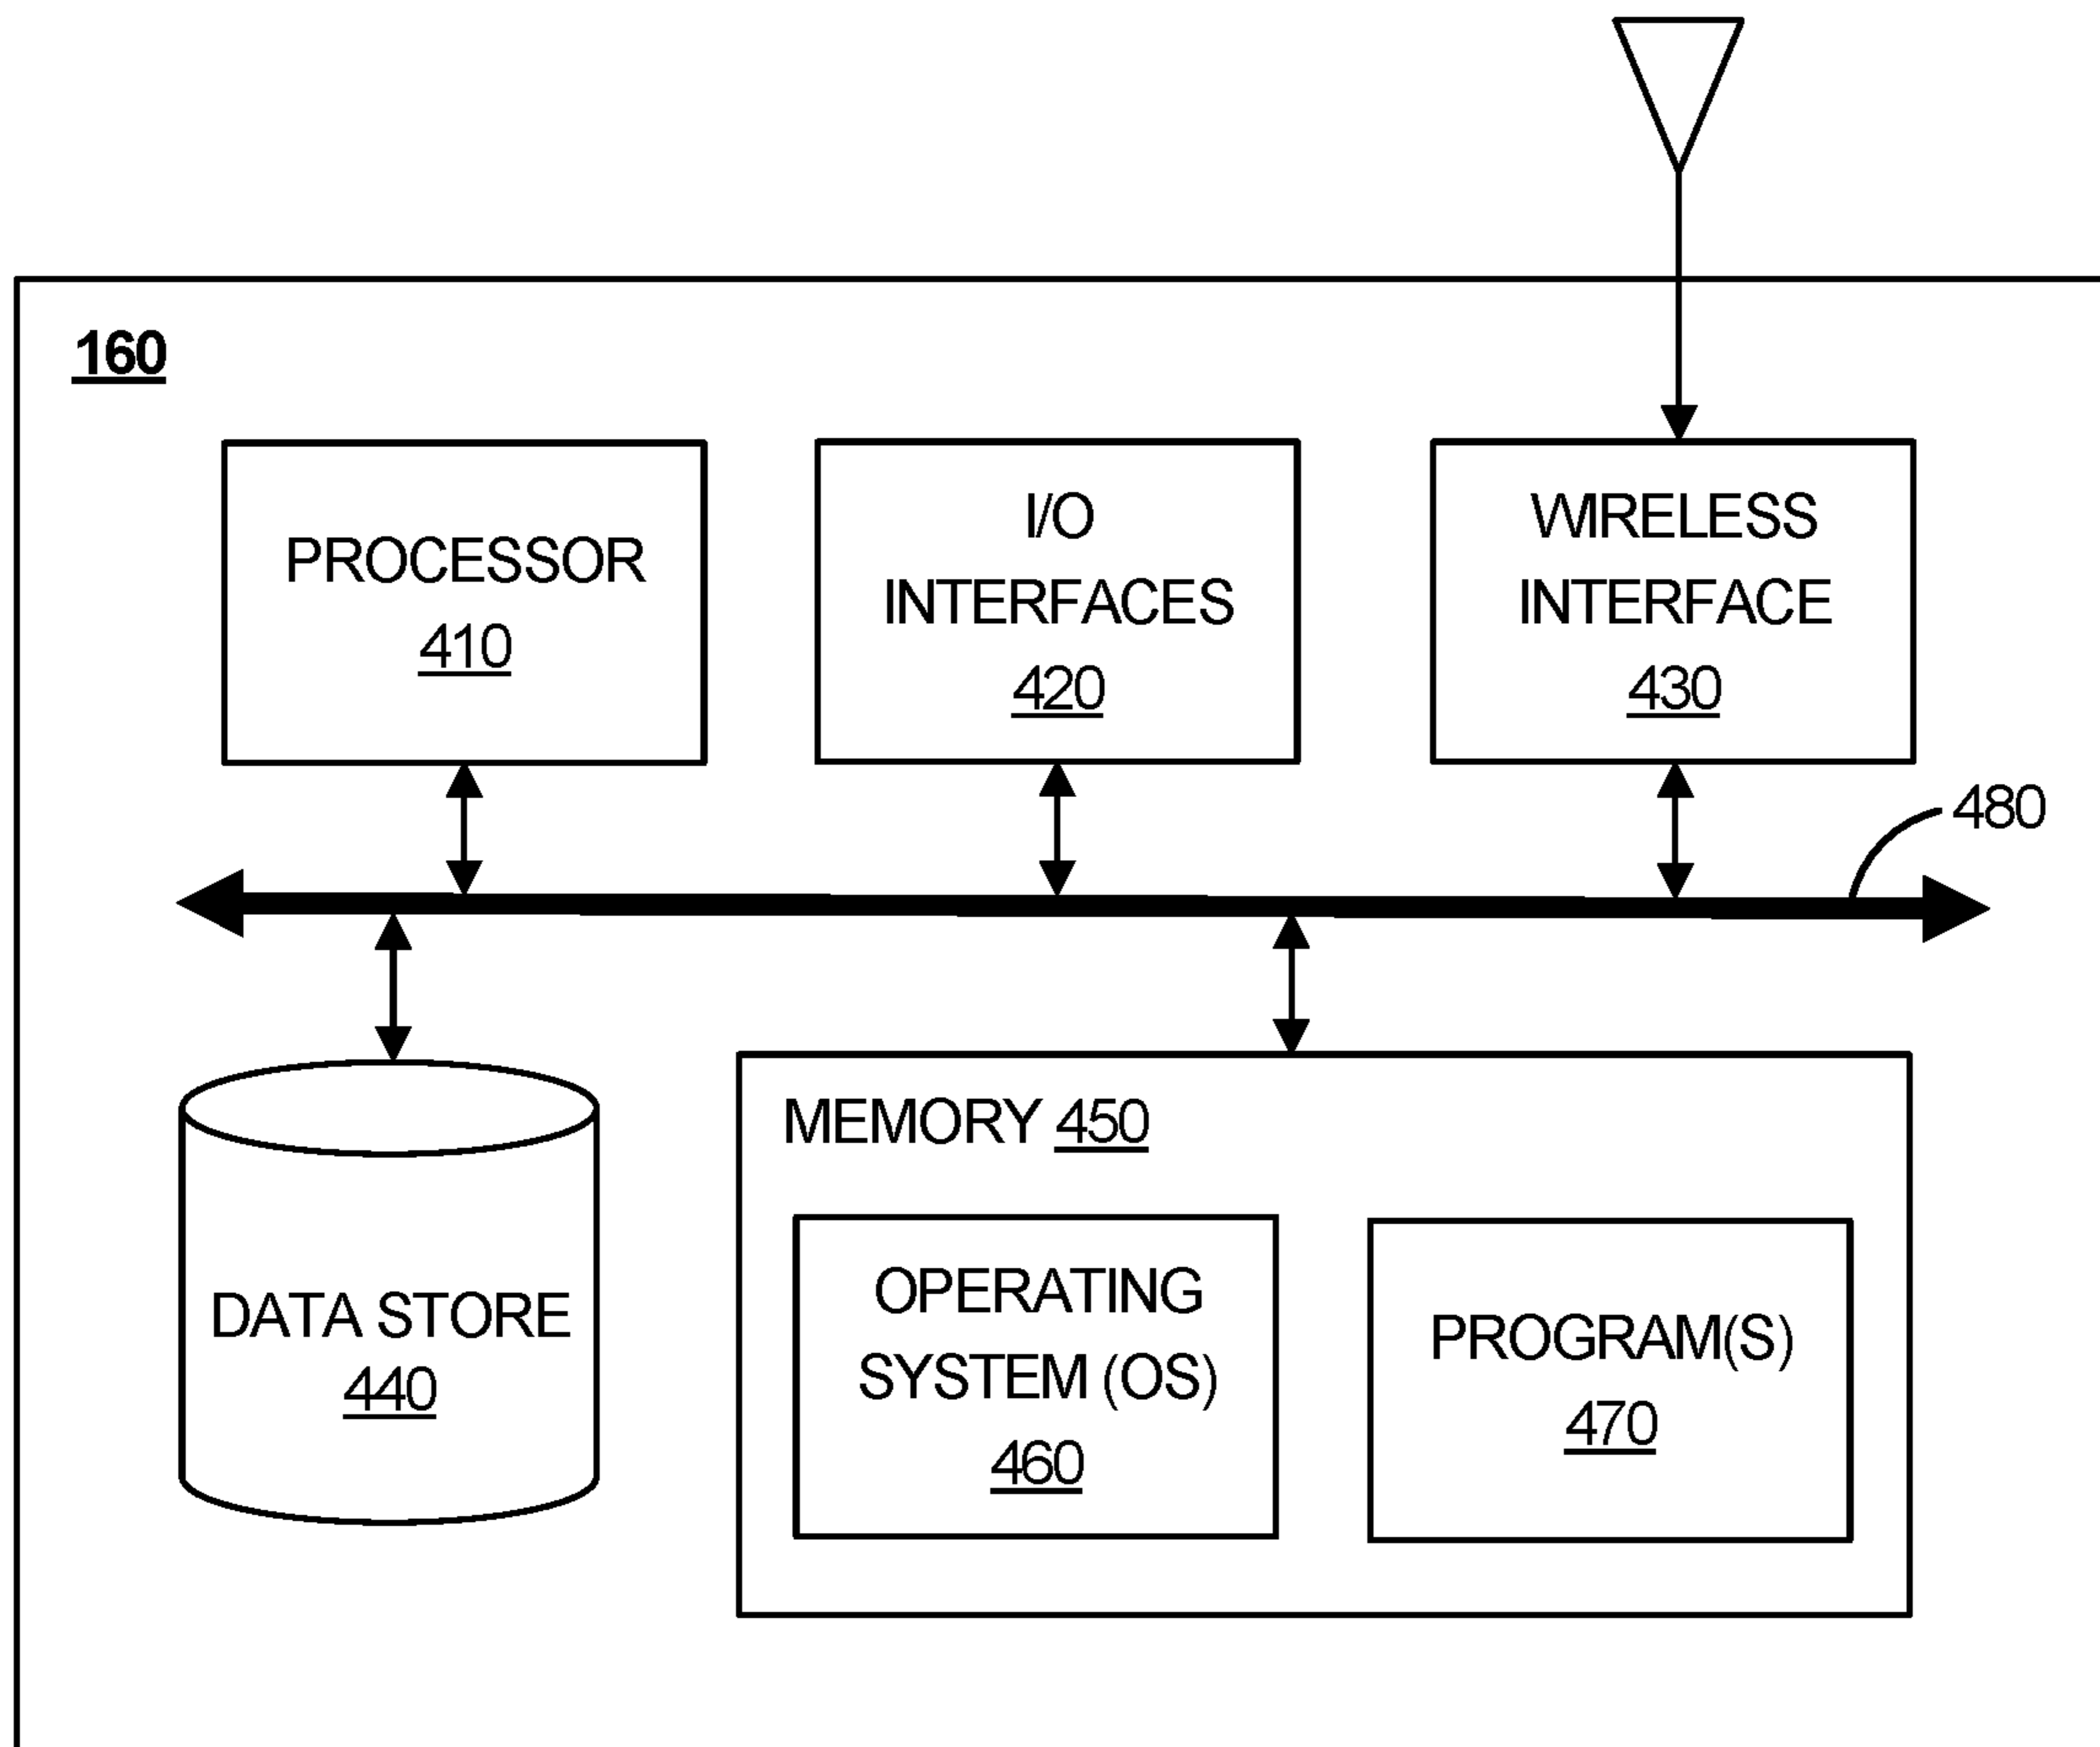 160
PROCESSOR
410
I/O
INTERFACES
420
WIRELESS
INTERFACE
430
480
DATA STORE
440
MEMORY 450
OPERATING
SYSTEM (OS)
460
PROGRAM(S)
470